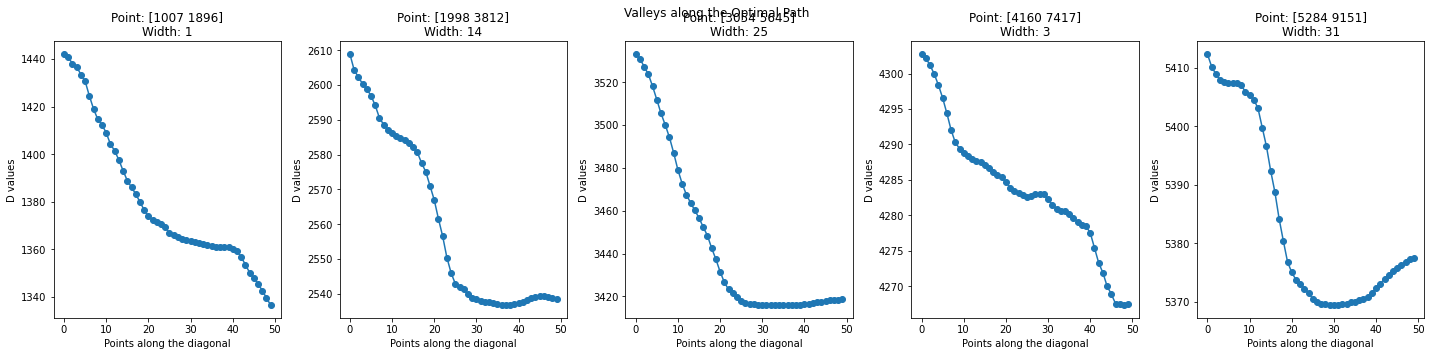 Valleys along the Optimal Path
Point: [1007 1896]
Width: 1
1440
1420
1400
1380
1360
1340
D values
0 10 20 30 40 50
Points along the diagonal
Point: [1998 3812]
Width: 14
2610
2600
2590
2580
2570
2560
2550
2540
D values
0 10 20 30 40 50
Points along the diagonal
Point: [3054 5645]
Width: 25
3520
3500
3480
3460
3440
3420
D values
0 10 20 30 40 50
Points along the diagonal
Point: [4160 7417]
Width: 3
4300
4295
4290
4285
4280
4275
4270
D values
0 10 20 30 40 50
Points along the diagonal
Point: [5284 9151]
Width: 31
5410
5400
5390
5380
5370
D values
0 10 20 30 40 50
Points along the diagonal